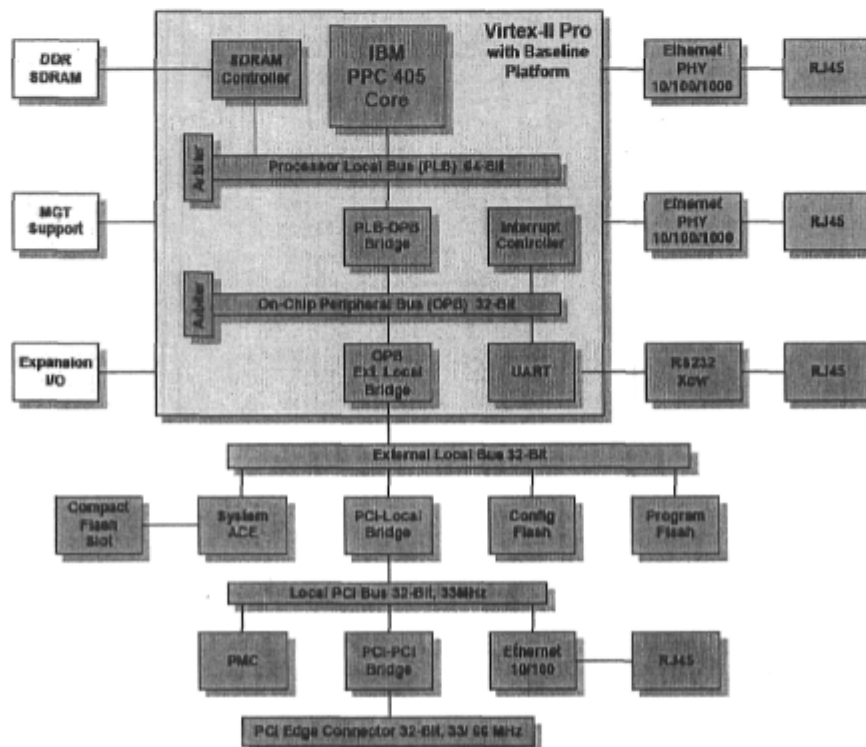 Virtex-II Pro
with Baseline
Platform
DDR
SDRAM
SDRAM
Controller
IBM
PPC 405
Core
Ethernet
PHY
10/100/1000
RJ45
Arbiter
Processor Local Bus (PLB) 64-Bit
MGT
Support
PLB-OPB
Bridge
Interrupt
Controller
Ethernet
PHY
10/100/1000
RJ45
Arbiter
On-Chip Peripheral Bus (OPB) 32-Bit
Expansion
I/O
OPB
Ext. Local
Bridge
UART
RS232
Xcvr
RJ45
External Local Bus 32-Bit
Compact
Flash
Slot
System
ACE
PCI-Local
Bridge
Config
Flash
Program
Flash
Local PCI Bus 32-Bit, 33MHz
PMC
PCI-PCI
Bridge
Ethernet
10/100
RJ45
PCI Edge Connector 32-Bit, 33/ 66 MHz